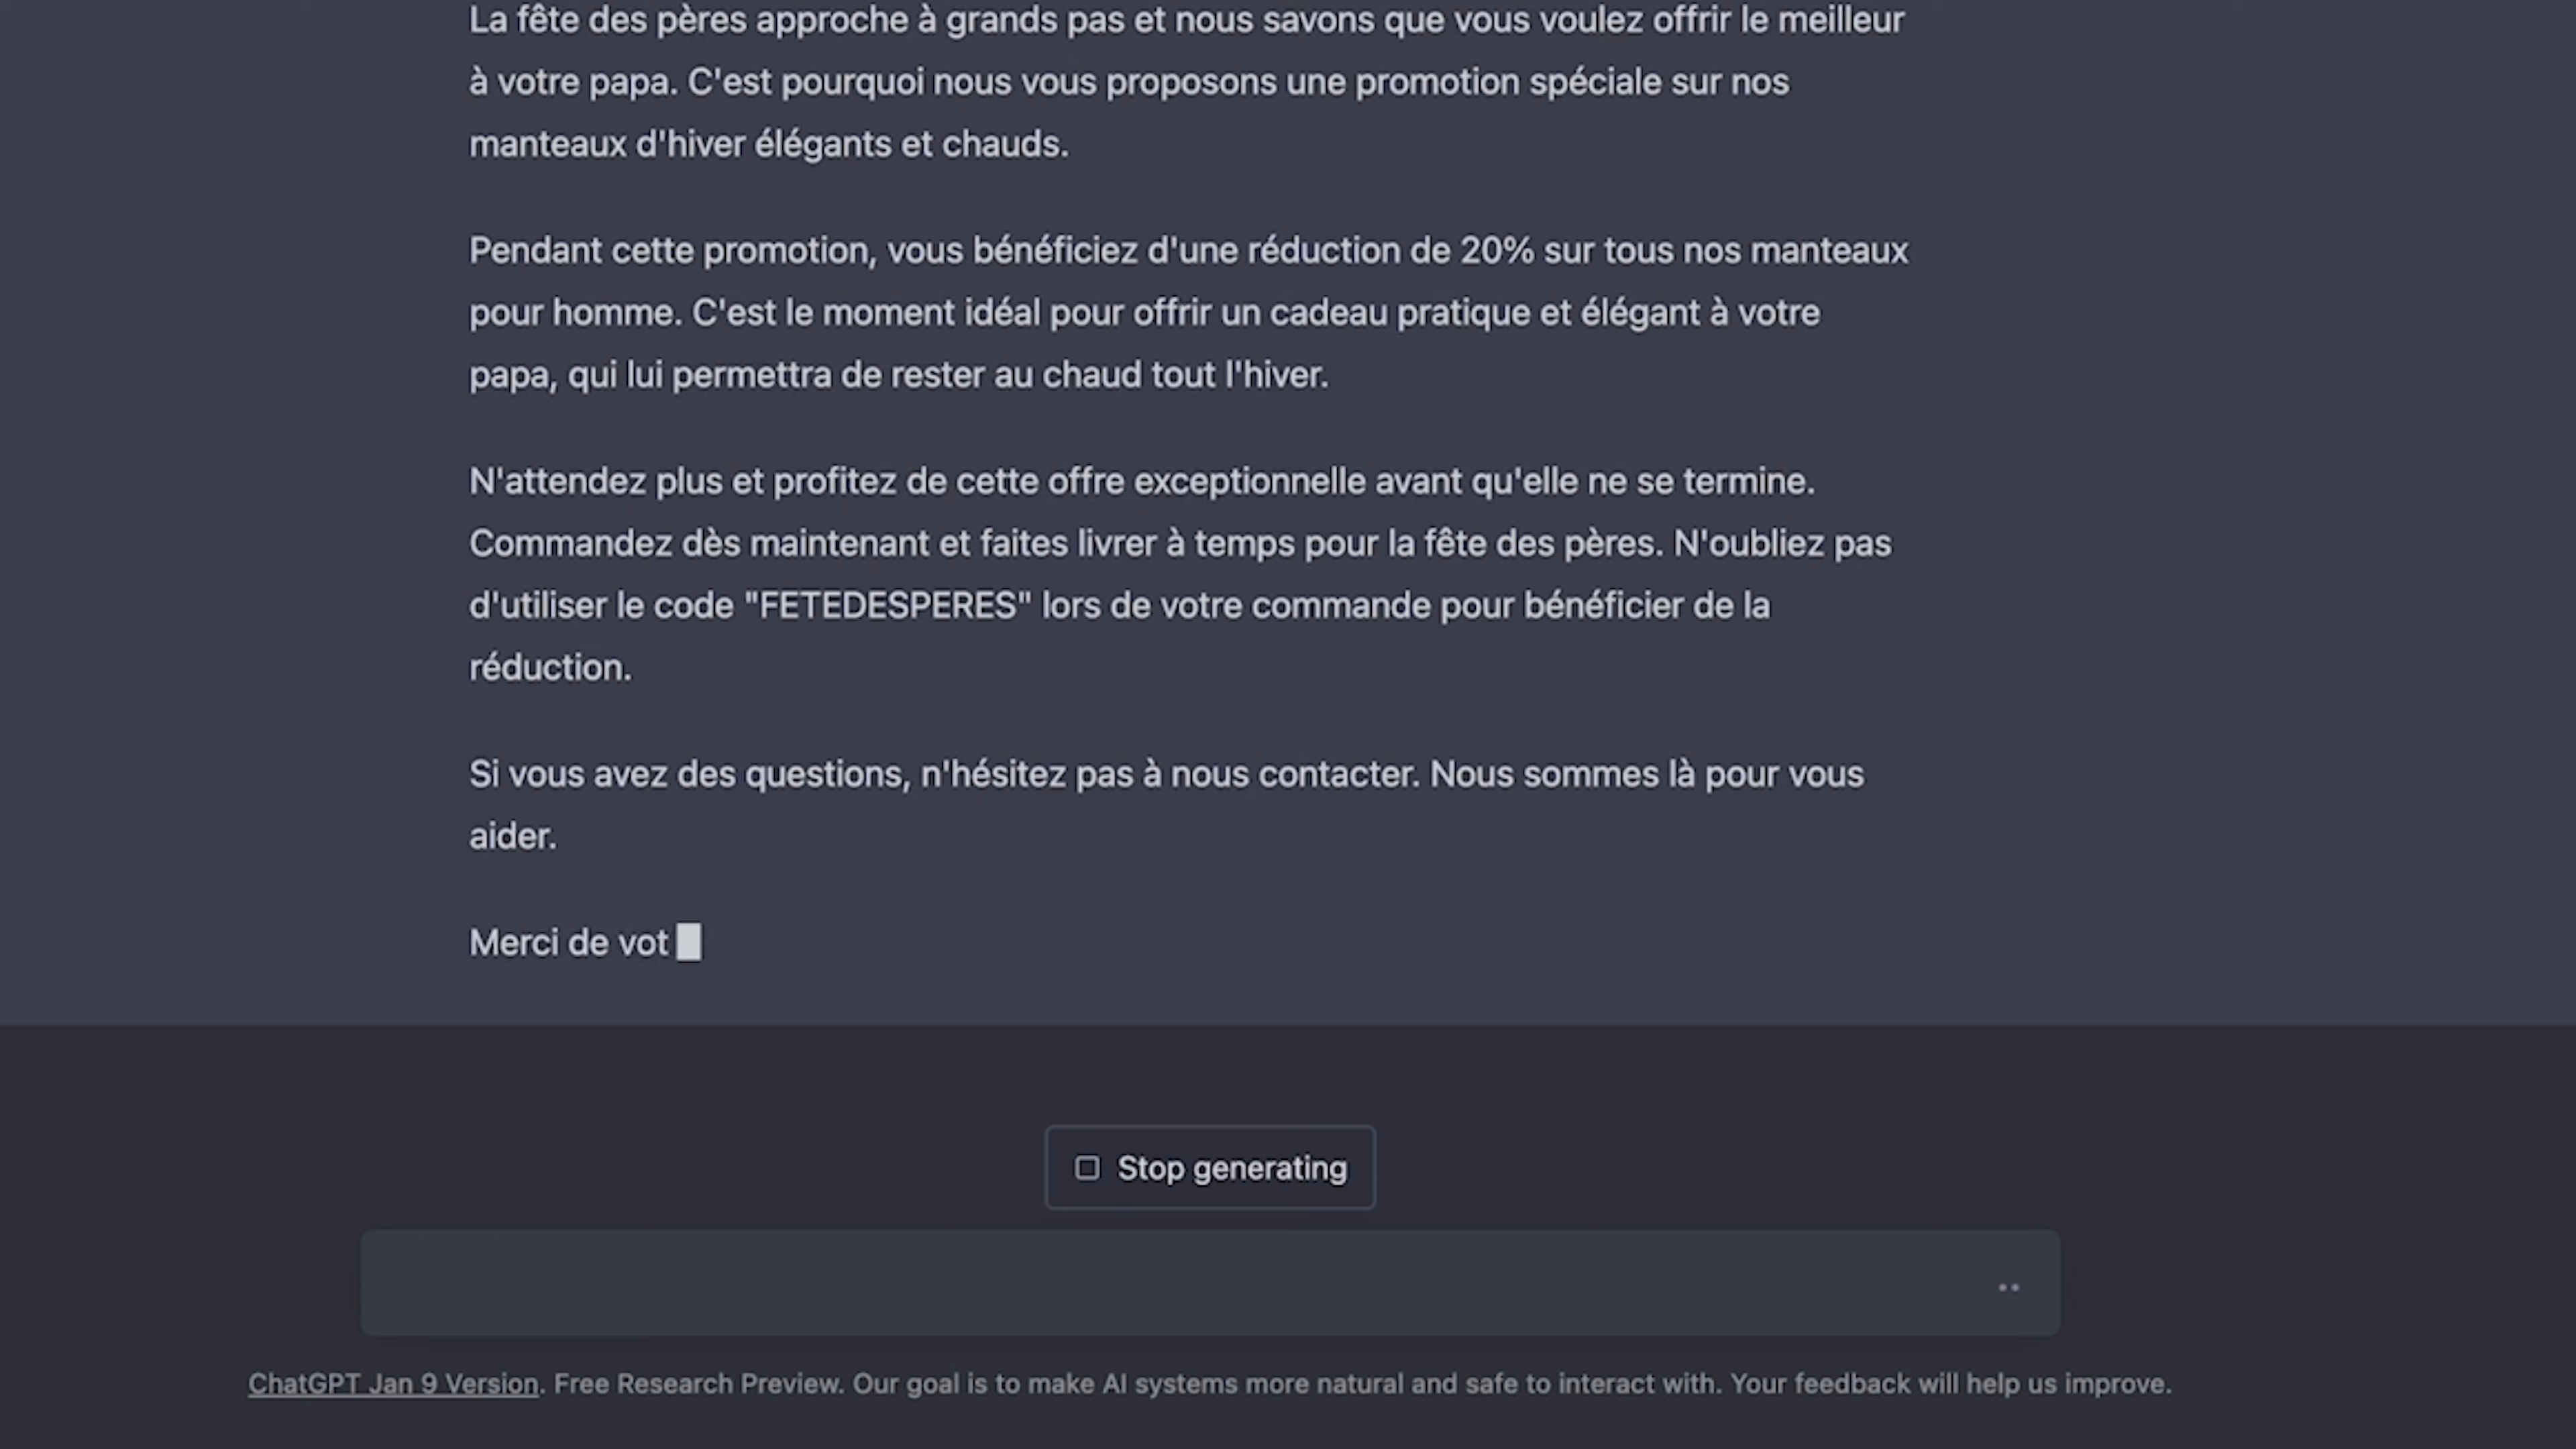 La fête des pères approche à grands pas et nous savons que vous voulez offrir le meilleur
à votre papa. C'est pourquoi nous vous proposons une promotion spéciale sur nos
manteaux d'hiver élégants et chauds.
Pendant cette promotion, vous bénéficiez d'une réduction de 20% sur tous nos manteaux
pour homme. C'est le moment idéal pour offrir un cadeau pratique et élégant à votre
papa, qui lui permettra de rester au chaud tout l'hiver.
N'attendez plus et profitez de cette offre exceptionnelle avant qu'elle ne se termine.
Commandez dès maintenant et faites livrer à temps pour la fête des pères. N'oubliez pas
d'utiliser le code "FETEDESPERES" lors de votre commande pour bénéficier de la
réduction.
Si vous avez des questions, n'hésitez pas à nous contacter. Nous sommes là pour vous
aider.
Merci de vot
Stop generating
ChatGPT Jan 9 Version. Free Research Preview. Our goal is to make AI systems more natural and safe to interact with. Your feedback will help us improve.